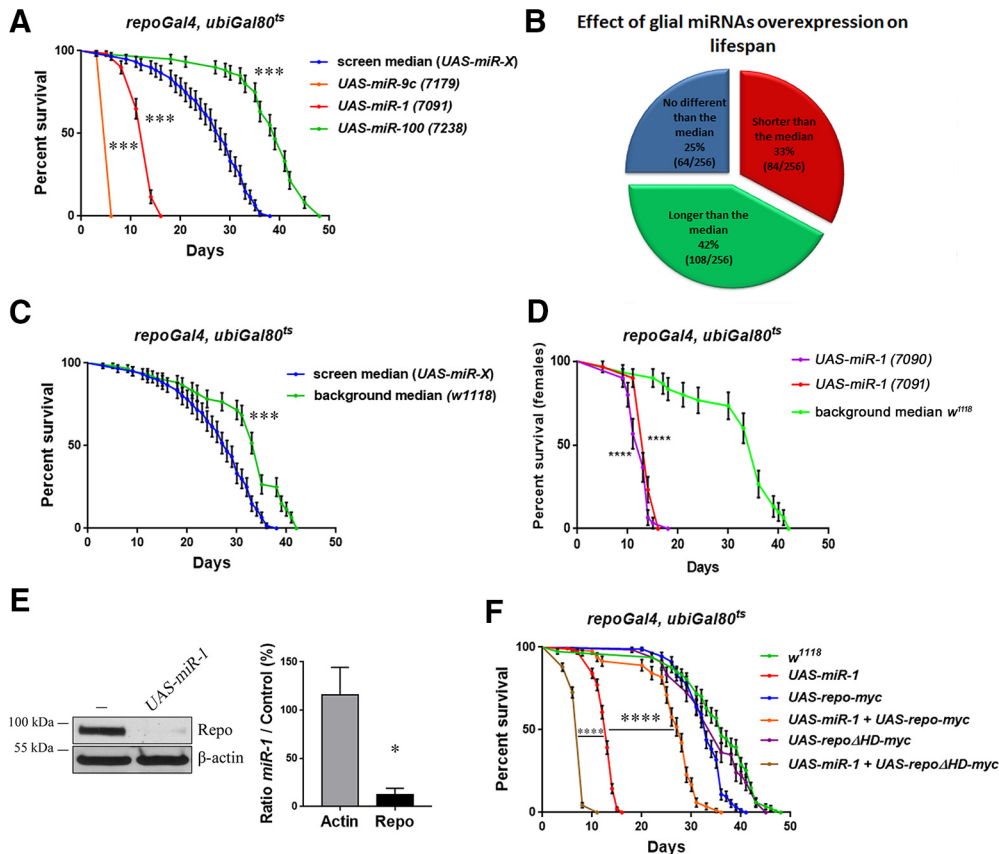 A
repoGal4, ubiGal80ts
Percent survival
100
50
0
0 10 20 30 40 50
Days
***
***
***
screen median (UAS-miR-X)
UAS-miR-9c (7179)
UAS-miR-1 (7091)
UAS-miR-100 (7238)
B
Effect of glial miRNAs overexpression on
lifespan
No different
than the
median
25%
(64/256)
Shorter than
the median
33%
(84/256)
Longer than the
median
42%
(108/256)
C
repoGal4, ubiGal80ts
Percent survival
100
50
0
0 10 20 30 40 50
Days
***
screen median (UAS-miR-X)
background median (w1118)
D
repoGal4, ubiGal80ts
Percent survival (females)
100
50
0
0 10 20 30 40 50
Days
****
****
UAS-miR-1 (7090)
UAS-miR-1 (7091)
background median w1118
E
–
UAS-miR-1
100 kDa
55 kDa
Repo
β-actin
Ratio miR-1 / Control (%)
150
100
50
0
*
Actin Repo
F
repoGal4, ubiGal80ts
Percent survival
100
50
0
0 10 20 30 40 50
Days
****
****
w1118
UAS-miR-1
UAS-repo-myc
UAS-miR-1 + UAS-repo-myc
UAS-repoΔHD-myc
UAS-miR-1 + UAS-repoΔHD-myc